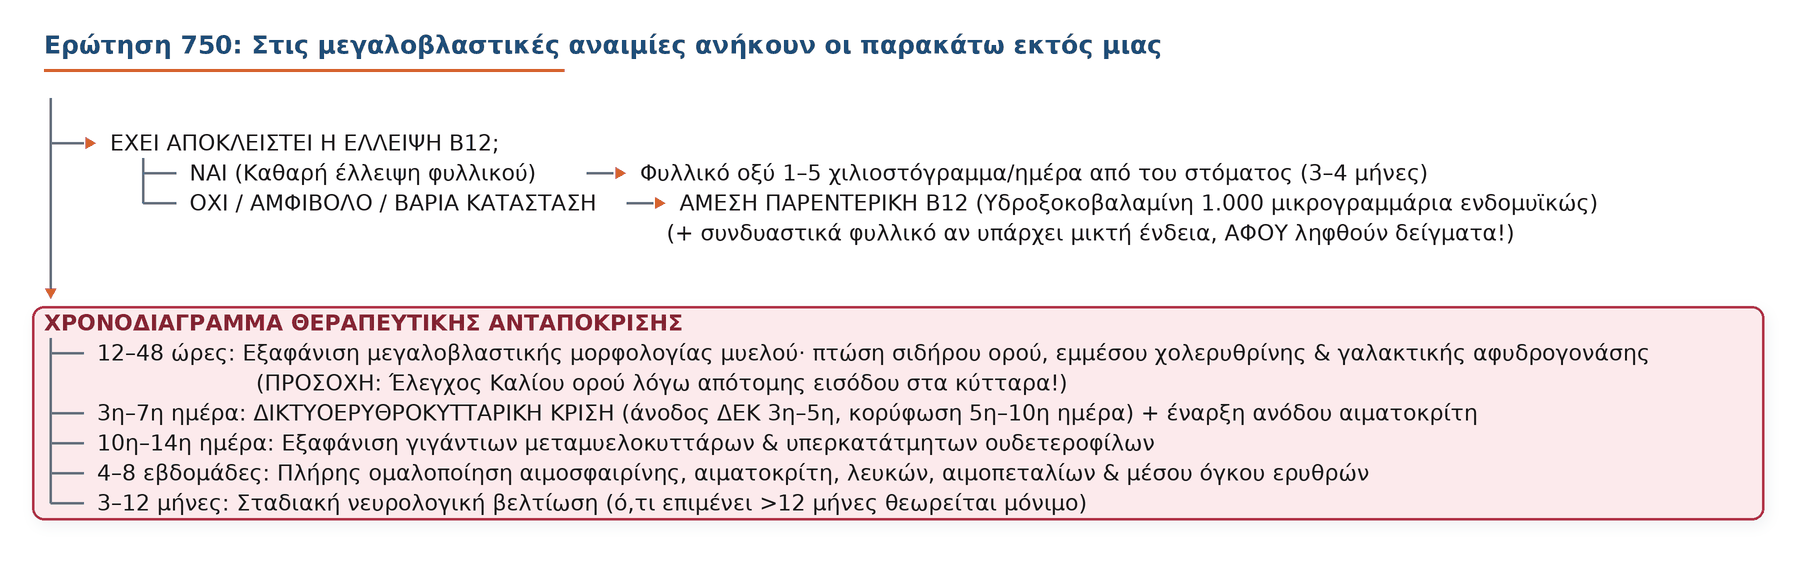 Ερώτηση 750: Στις μεγαλοβλαστικές αναιμίες ανήκουν οι παρακάτω εκτός μιας
ΕΧΕΙ ΑΠΟΚΛΕΙΣΤΕΙ Η ΕΛΛΕΙΨΗ Β12;
ΝΑΙ (Καθαρή έλλειψη φυλλικού) Φυλλικό οξύ 1–5 χιλιοστόγραμμα/ημέρα από του στόματος (3–4 μήνες)
ΟΧΙ / ΑΜΦΙΒΟΛΟ / ΒΑΡΙΑ ΚΑΤΑΣΤΑΣΗ ΑΜΕΣΗ ΠΑΡΕΝΤΕΡΙΚΗ Β12 (Υδροξοκοβαλαμίνη 1.000 μικρογραμμάρια ενδομυϊκώς)
(+ συνδυαστικά φυλλικό αν υπάρχει μικτή ένδεια, ΑΦΟΥ ληφθούν δείγματα!)
ΧΡΟΝΟΔΙΑΓΡΑΜΜΑ ΘΕΡΑΠΕΥΤΙΚΗΣ ΑΝΤΑΠΟΚΡΙΣΗΣ
12–48 ώρες: Εξαφάνιση μεγαλοβλαστικής μορφολογίας μυελού· πτώση σιδήρου ορού, εμμέσου χολερυθρίνης & γαλακτικής αφυδρογονάσης
(ΠΡΟΣΟΧΗ: Έλεγχος Καλίου ορού λόγω απότομης εισόδου στα κύτταρα!)
3η–7η ημέρα: ΔΙΚΤΥΟΕΡΥΘΡΟΚΥΤΤΑΡΙΚΗ ΚΡΙΣΗ (άνοδος ΔΕΚ 3η–5η, κορύφωση 5η–10η ημέρα) + έναρξη ανόδου αιματοκρίτη
10η–14η ημέρα: Εξαφάνιση γιγάντιων μεταμυελοκυττάρων & υπερκατάτμητων ουδετεροφίλων
4–8 εβδομάδες: Πλήρης ομαλοποίηση αιμοσφαιρίνης, αιματοκρίτη, λευκών, αιμοπεταλίων & μέσου όγκου ερυθρών
3–12 μήνες: Σταδιακή νευρολογική βελτίωση (ό,τι επιμένει >12 μήνες θεωρείται μόνιμο)